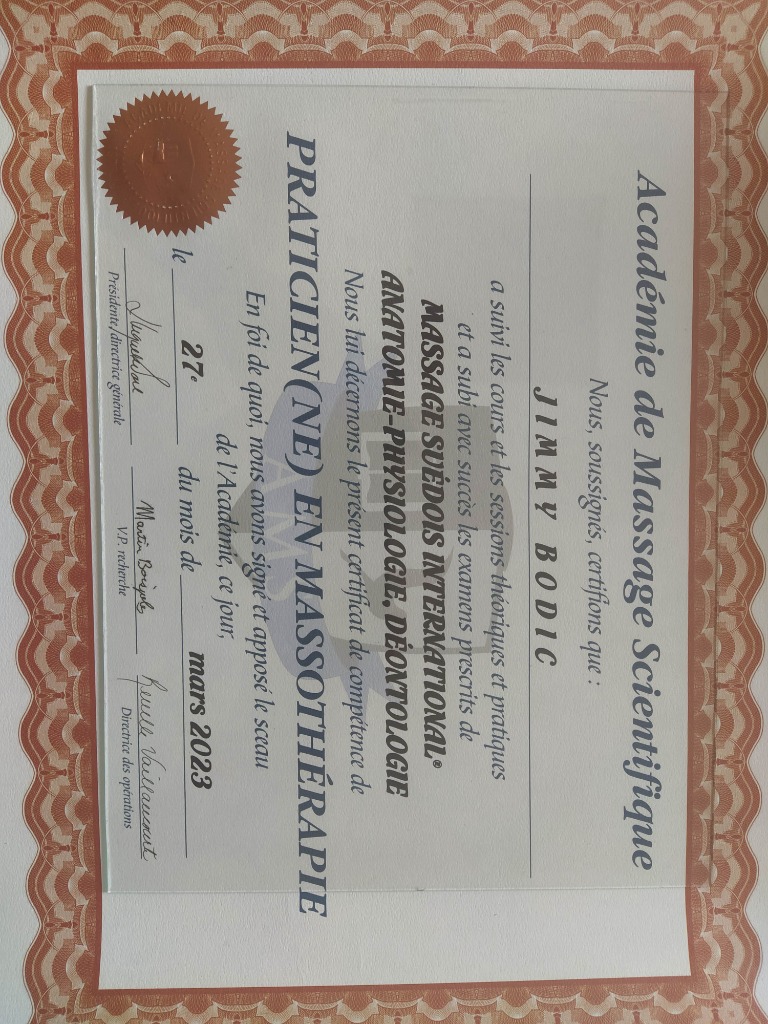 Académie de Massage Scientifique
Nous, soussignés, certifions que :
JIMMY BODIC
a suivi les cours et les sessions théoriques et pratiques
et a subi avec succès les examens prescrits de
MASSAGE SUÉDOIS INTERNATIONAL®
ANATOMIE-PHYSIOLOGIE, DÉONTOLOGIE
Nous lui décernons le présent certificat de compétence de
PRATICIEN(NE) EN MASSOTHÉRAPIE
En foi de quoi, nous avons signé et apposé le sceau
de l'Académie, ce jour,
le 27e du mois de mars 2023
Présidente/directrice générale
V.P. recherche
Vaillancourt
Directrice des opérations
AMS